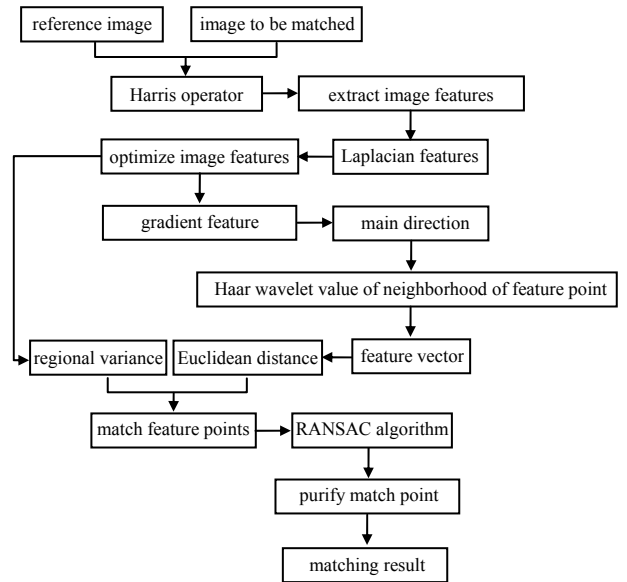 reference image
image to be matched
Harris operator
extract image features
optimize image features
Laplacian features
gradient feature
main direction
Haar wavelet value of neighborhood of feature point
regional variance
Euclidean distance
feature vector
match feature points
RANSAC algorithm
purify match point
matching result